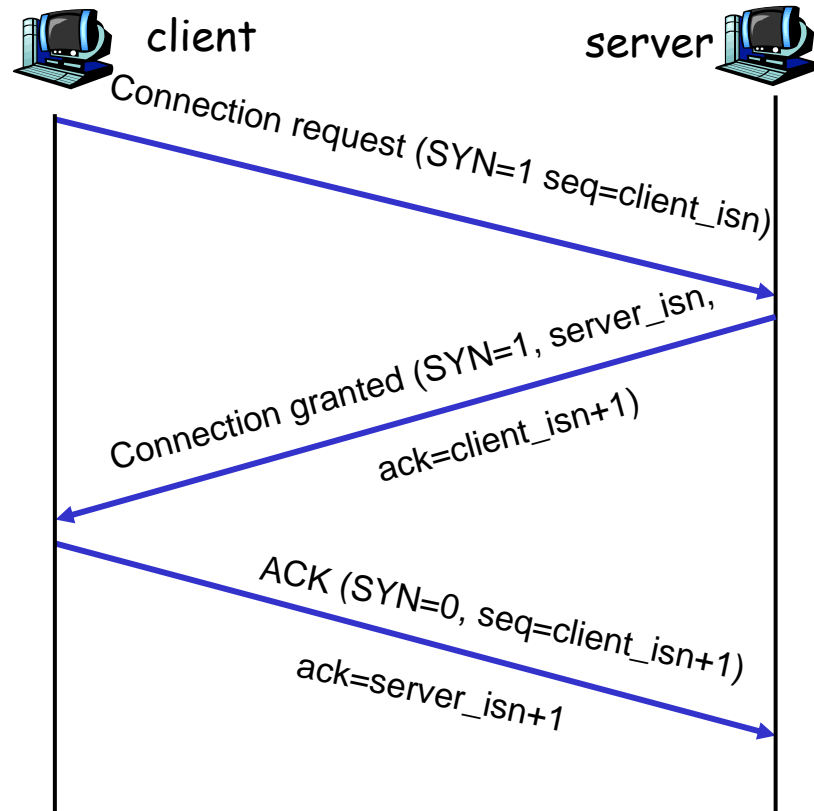 client
server
Connection request (SYN=1 seq=client_isn)
Connection granted (SYN=1, server_isn,
ack=client_isn+1)
ACK (SYN=0, seq=client_isn+1)
ack=server_isn+1